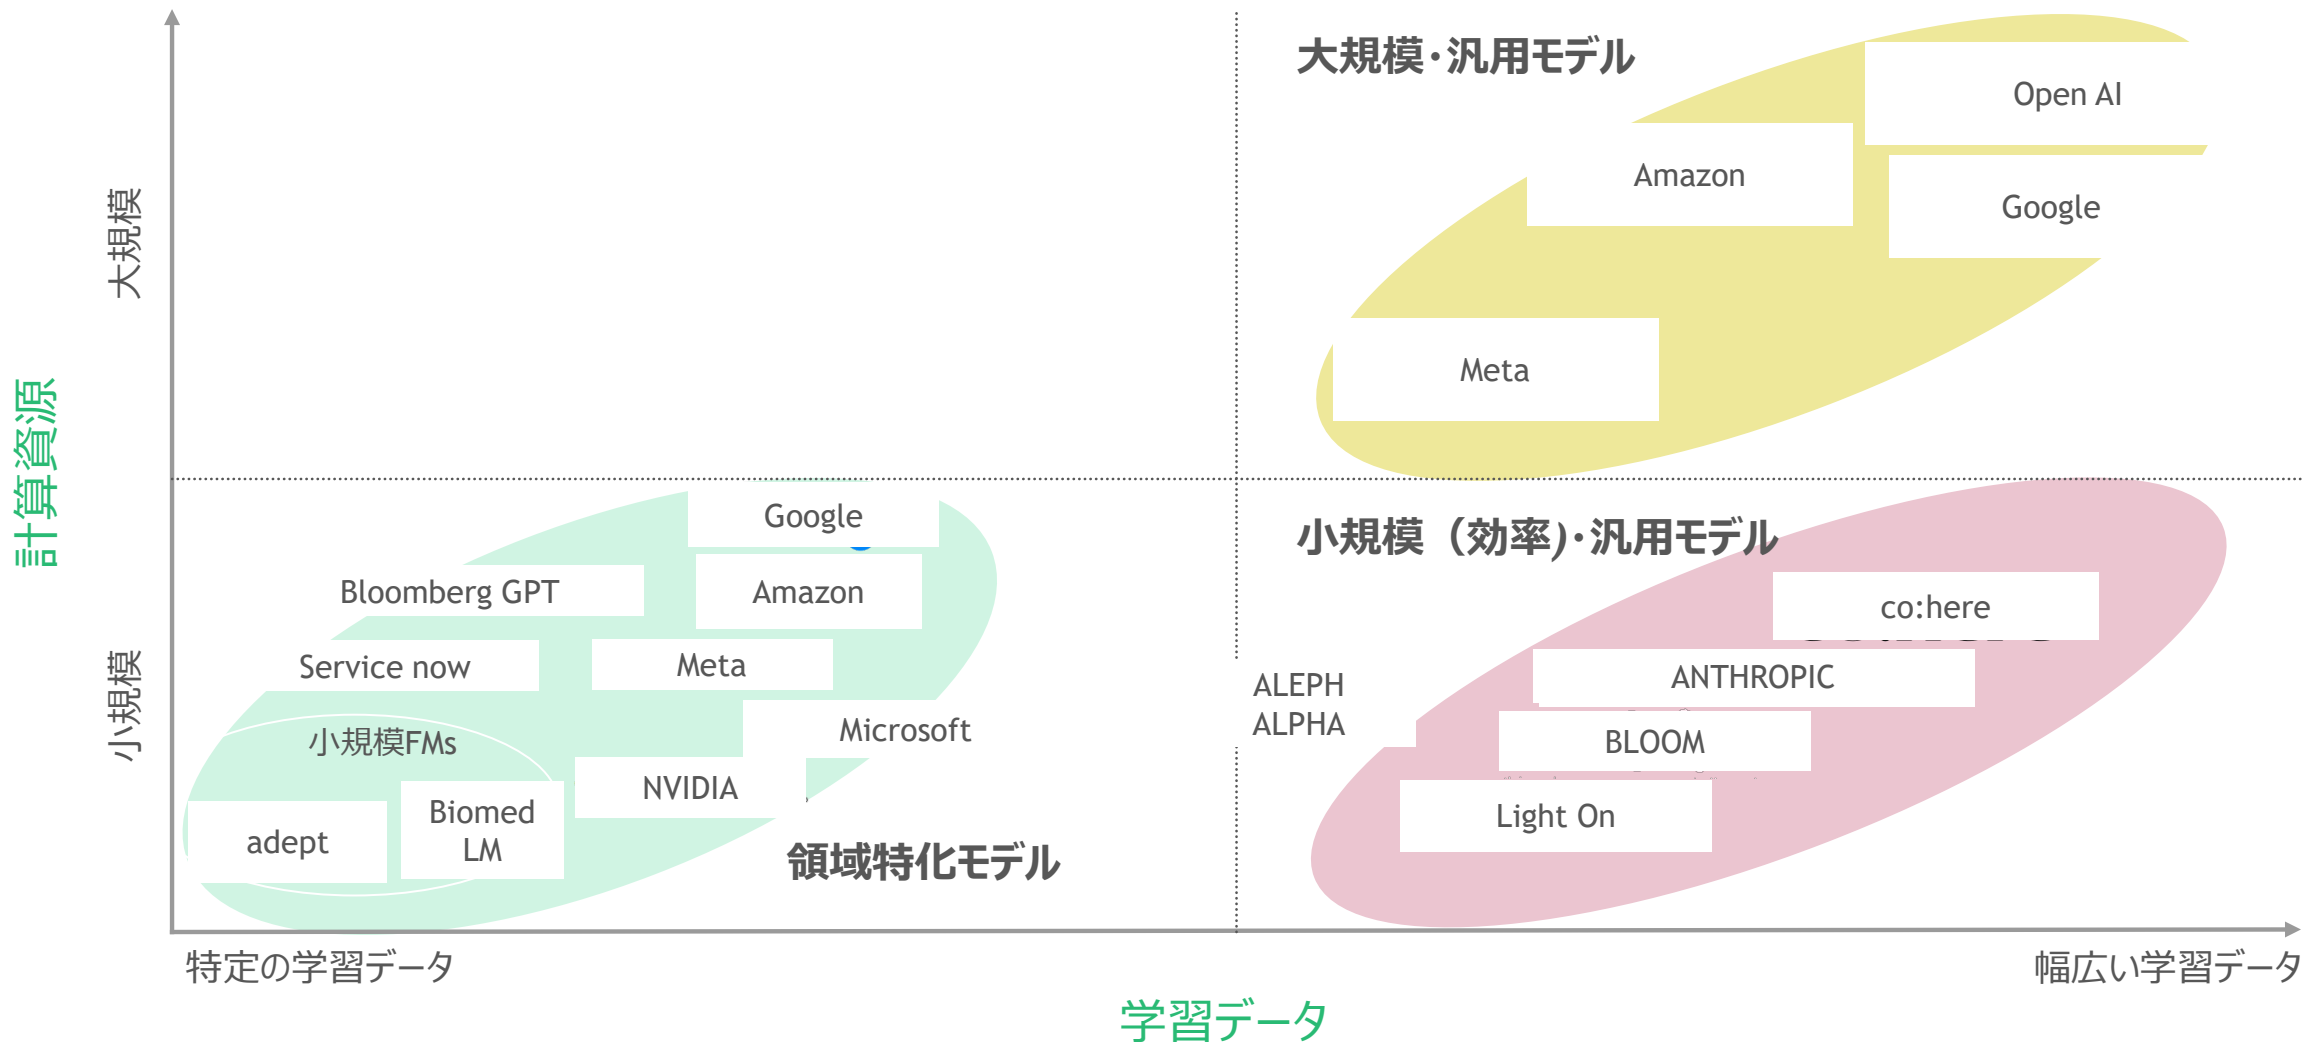 大規模・汎用モデル
Open AI
Amazon
Google
Meta
大規模
計算資源
小規模
Google
Bloomberg GPT
Amazon
Service now
Meta
Microsoft
小規模FMs
NVIDIA
Biomed
LM
adept
領域特化モデル
小規模（効率)・汎用モデル
co:here
ALEPH
ALPHA
ANTHROPIC
BLOOM
Light On
特定の学習データ
幅広い学習データ
学習データ